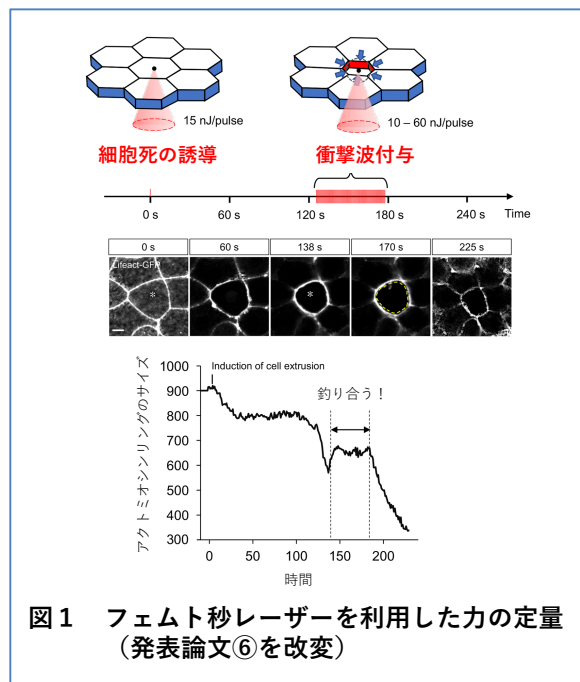 15 nJ/pulse
10 – 60 nJ/pulse
細胞死の誘導
衝撃波付与
0 s 60 s 120 s 180 s 240 s Time
0 s 60 s 138 s 170 s 225 s
Lifeact-GFP
* *
アクトミオシンリングのサイズ
1000
900
800
700
600
500
400
300
Induction of cell extrusion
釣り合う！
0 50 100 150 200
時間
図１ フェムト秒レーザーを利用した力の定量
（発表論文⑥を改変）